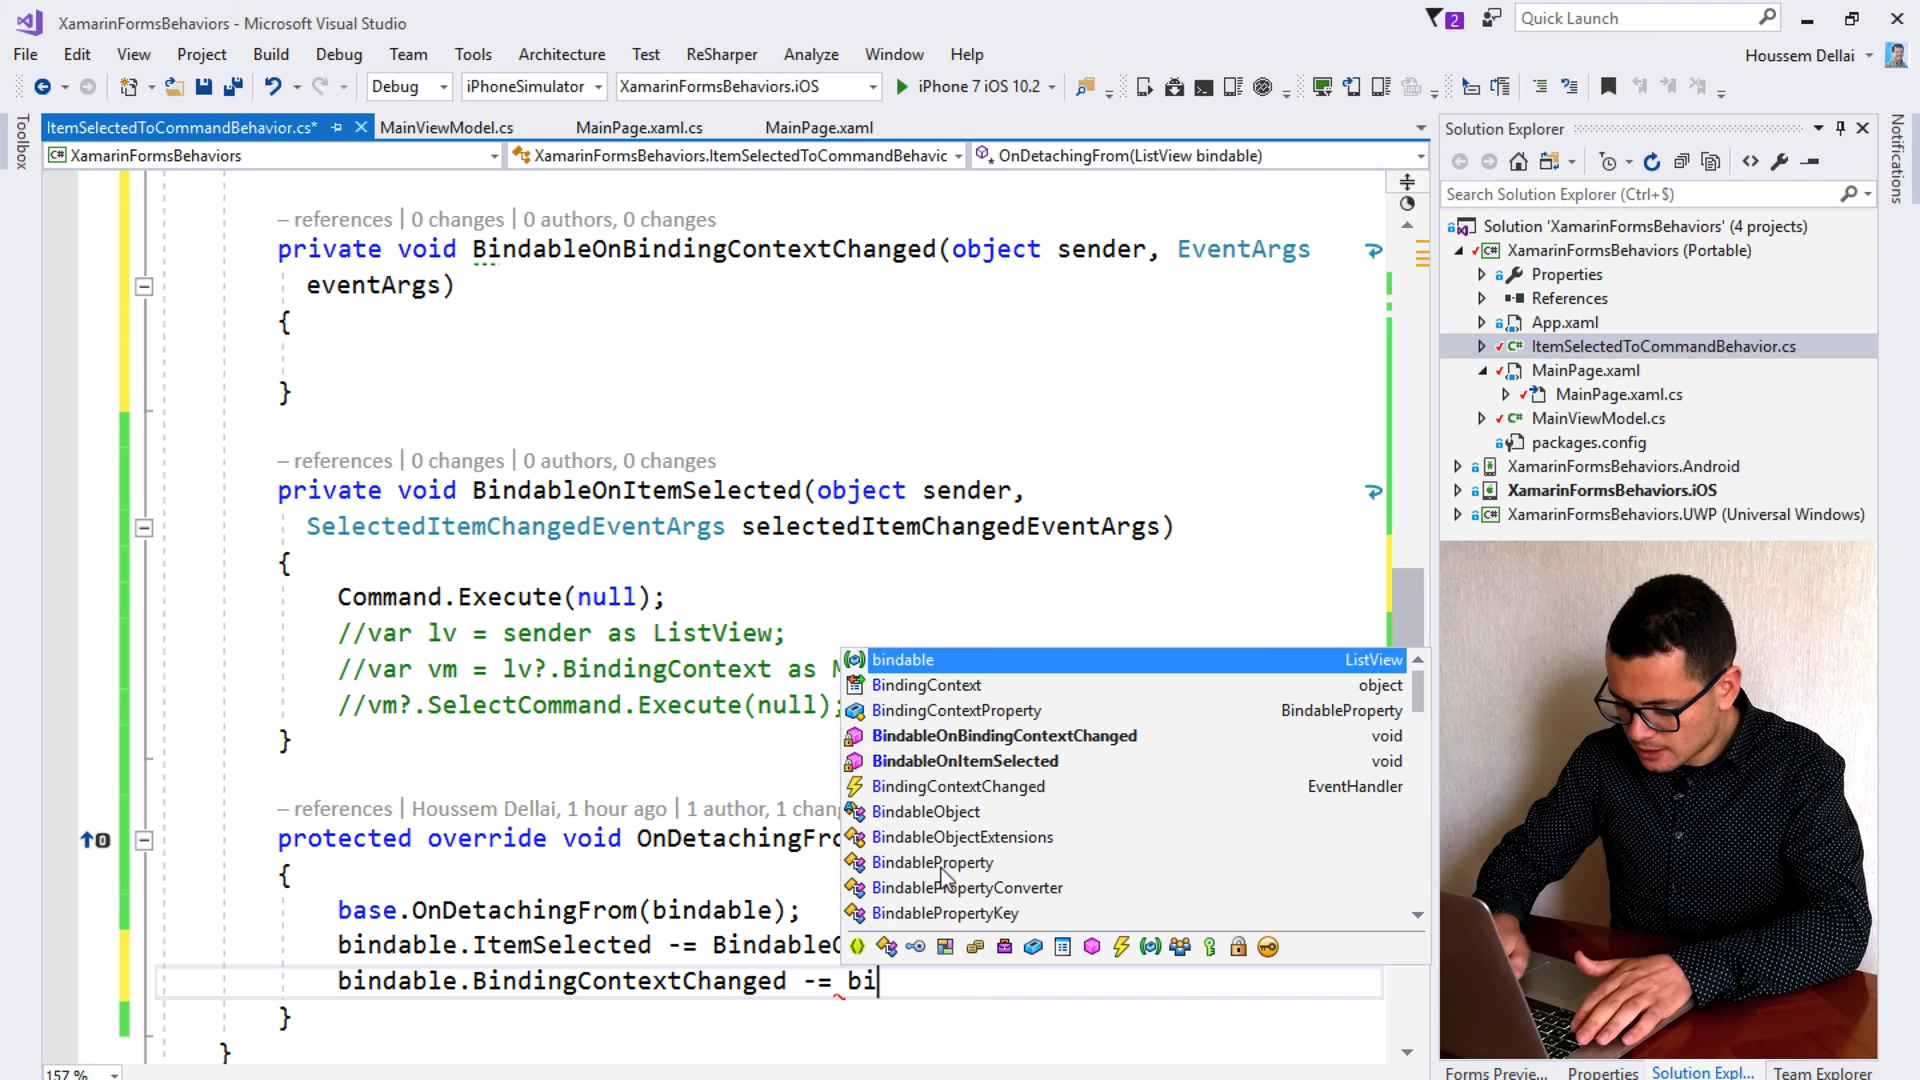 XamarinFormsBehaviors - Microsoft Visual Studio
2
Quick Launch
File Edit View Project Build Debug Team Tools Architecture Test ReSharper Analyze Window Help
Houssem Dellai
Debug iPhoneSimulator XamarinFormsBehaviors.iOS iPhone 7 iOS 10.2
Toolbox
ItemSelectedToCommandBehavior.cs* MainViewModel.cs MainPage.xaml.cs MainPage.xaml
C# XamarinFormsBehaviors XamarinFormsBehaviors.ItemSelectedToCommandBehavic OnDetachingFrom(ListView bindable)
– references | 0 changes | 0 authors, 0 changes
private void BindableOnBindingContextChanged(object sender, EventArgs
eventArgs)
{
}
– references | 0 changes | 0 authors, 0 changes
private void BindableOnItemSelected(object sender,
SelectedItemChangedEventArgs selectedItemChangedEventArgs)
{
Command.Execute(null);
//var lv = sender as ListView;
//var vm = lv?.BindingContext as
//vm?.SelectCommand.Execute(null);
}
– references | Houssem Dellai, 1 hour ago | 1 author, 1 chan
protected override void OnDetachingFro
{
base.OnDetachingFrom(bindable);
bindable.ItemSelected -= Bindable
bindable.BindingContextChanged -= bi
}
}
157 %
bindable ListView
BindingContext object
BindingContextProperty BindableProperty
BindableOnBindingContextChanged void
BindableOnItemSelected void
BindingContextChanged EventHandler
BindableObject
BindableObjectExtensions
BindableProperty
BindablePropertyConverter
BindablePropertyKey
Solution Explorer
Search Solution Explorer (Ctrl+$)
Solution 'XamarinFormsBehaviors' (4 projects)
C# XamarinFormsBehaviors (Portable)
Properties
References
App.xaml
C# ItemSelectedToCommandBehavior.cs
MainPage.xaml
MainPage.xaml.cs
C# MainViewModel.cs
packages.config
XamarinFormsBehaviors.Android
XamarinFormsBehaviors.iOS
C# XamarinFormsBehaviors.UWP (Universal Windows)
Notifications
Forms Previe... Properties Solution Expl... Team Explorer